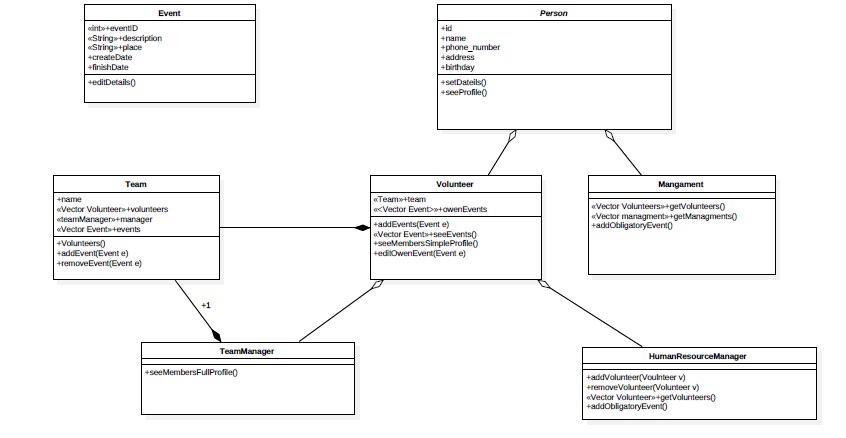 Event
«int»+eventID
«String»+description
«String»+place
+createDate
+finishDate
+editDetails()
Person
+id
+name
+phone_number
+address
+birthday
+setDateils()
+seeProfile()
Team
+name
«Vector Volunteer»+volunteers
«teamManager»+manager
«Vector Event»+events
+Volunteers()
+addEvent(Event e)
+removeEvent(Event e)
Volunteer
«Team»+team
«<Vector Event>»+owenEvents
+addEvents(Event e)
«Vector Event»+seeEvents()
+seeMembersSimpleProfile()
+editOwenEvent(Event e)
Mangament
«Vector Volunteers»+getVolunteers()
«Vector managment»+getManagments()
+addObligatoryEvent()
+1
TeamManager
+seeMembersFullProfile()
HumanResourceManager
+addVolunteer(Voulnteer v)
+removeVolunteer(Volunteer v)
«Vector Volunteer»+getVolunteers()
+addObligatoryEvent()